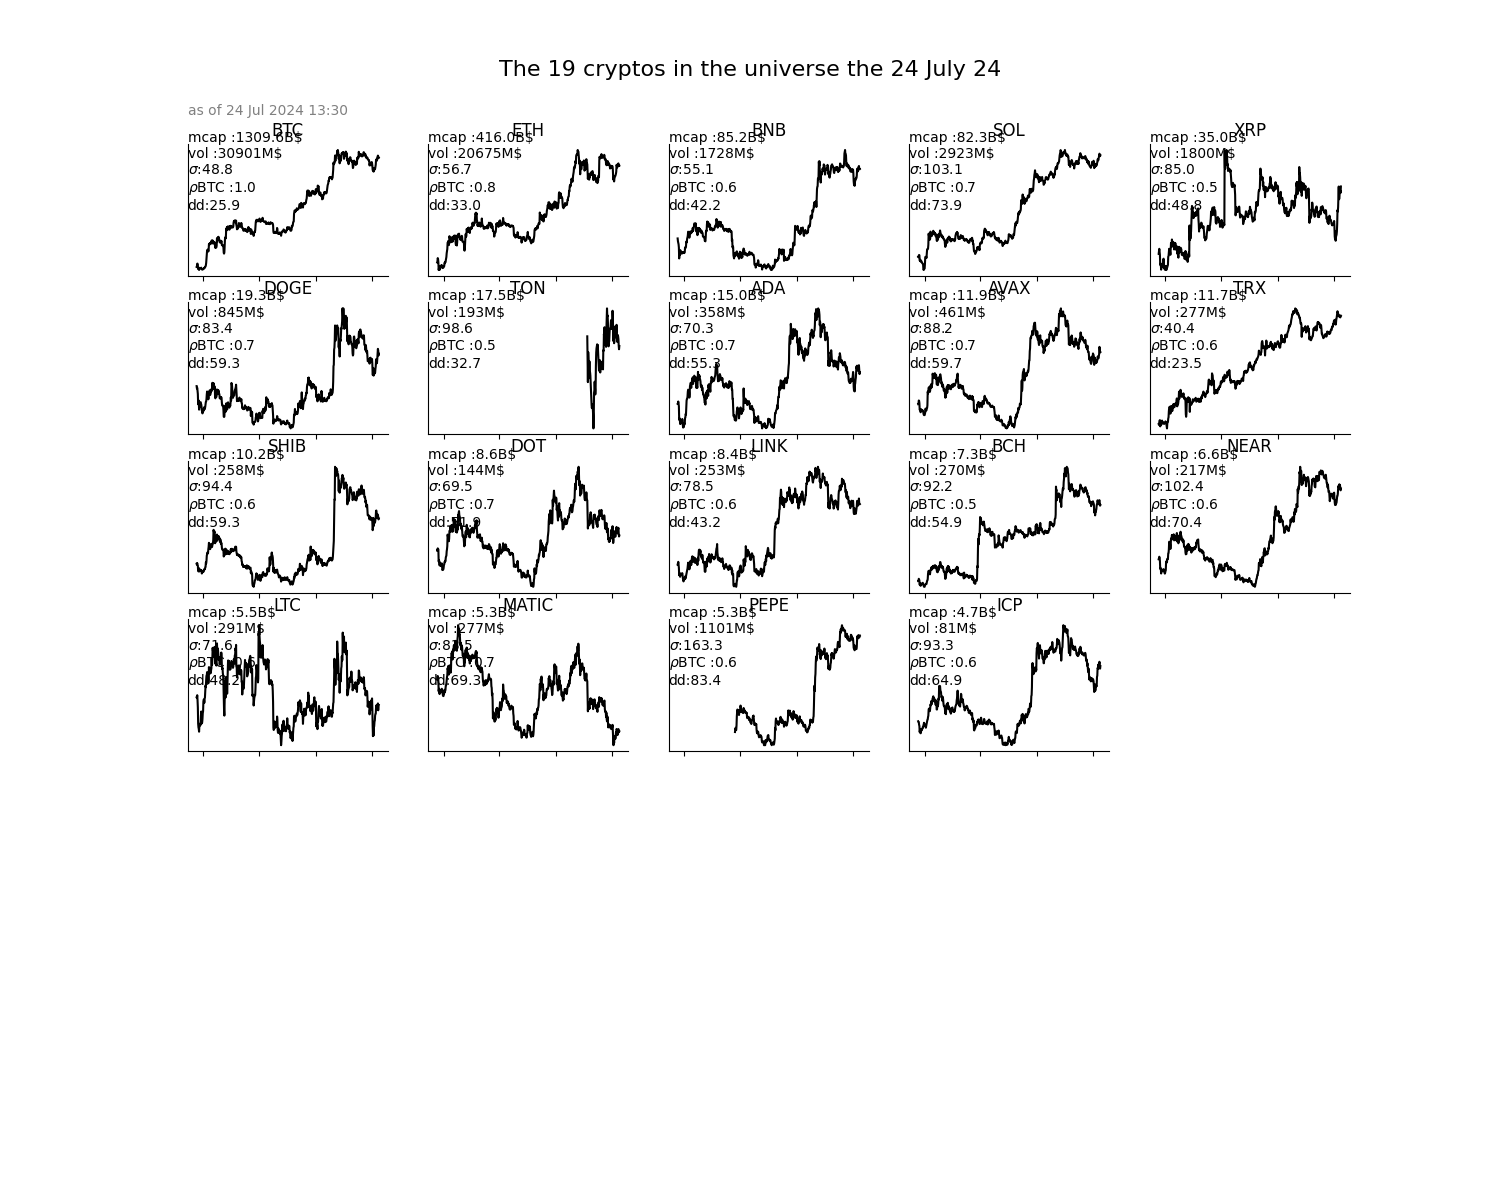 The 19 cryptos in the universe the 24 July 24
as of 24 Jul 2024 13:30
BTC
mcap :1309.6B$
vol :30901M$
σ:48.8
ρBTC :1.0
dd:25.9
ETH
mcap :416.0B$
vol :20675M$
σ:56.7
ρBTC :0.8
dd:33.0
BNB
mcap :85.2B$
vol :1728M$
σ:55.1
ρBTC :0.6
dd:42.2
SOL
mcap :82.3B$
vol :2923M$
σ:103.1
ρBTC :0.7
dd:73.9
XRP
mcap :35.0B$
vol :1800M$
σ:85.0
ρBTC :0.5
dd:48.8
DOGE
mcap :19.3B$
vol :845M$
σ:83.4
ρBTC :0.7
dd:59.3
TON
mcap :17.5B$
vol :193M$
σ:98.6
ρBTC :0.5
dd:32.7
ADA
mcap :15.0B$
vol :358M$
σ:70.3
ρBTC :0.7
dd:55.3
AVAX
mcap :11.9B$
vol :461M$
σ:88.2
ρBTC :0.7
dd:59.7
TRX
mcap :11.7B$
vol :277M$
σ:40.4
ρBTC :0.6
dd:23.5
SHIB
mcap :10.2B$
vol :258M$
σ:94.4
ρBTC :0.6
dd:59.3
DOT
mcap :8.6B$
vol :144M$
σ:69.5
ρBTC :0.7
LINK
mcap :8.4B$
vol :253M$
σ:78.5
ρBTC :0.6
dd:43.2
BCH
mcap :7.3B$
vol :270M$
σ:92.2
ρBTC :0.5
dd:54.9
NEAR
mcap :6.6B$
vol :217M$
σ:102.4
ρBTC :0.6
dd:70.4
LTC
mcap :5.5B$
vol :291M$
σ:71.6
ρBTC :0.6
dd:48.2
MATIC
mcap :5.3B$
vol :277M$
ρBTC :0.7
dd:69.3
PEPE
mcap :5.3B$
vol :1101M$
σ:163.3
ρBTC :0.6
dd:83.4
ICP
mcap :4.7B$
vol :81M$
σ:93.3
ρBTC :0.6
dd:64.9